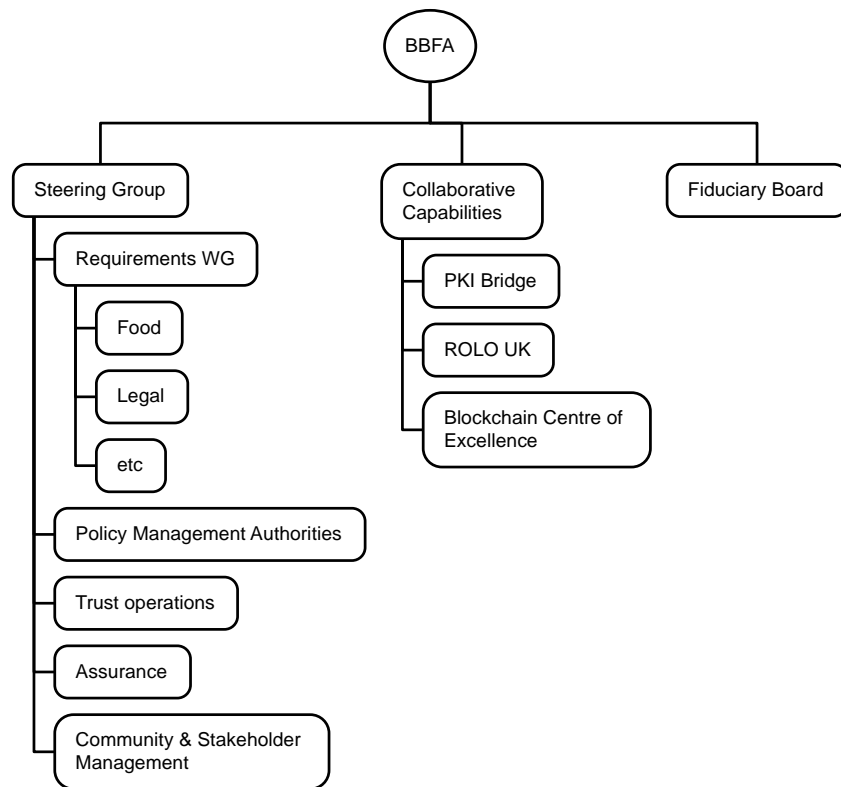 BBFA
Steering Group
Collaborative
Capabilities
Fiduciary Board
Requirements WG
Food
Legal
etc
Policy Management Authorities
Trust operations
Assurance
Community & Stakeholder
Management
PKI Bridge
ROLO UK
Blockchain Centre of
Excellence